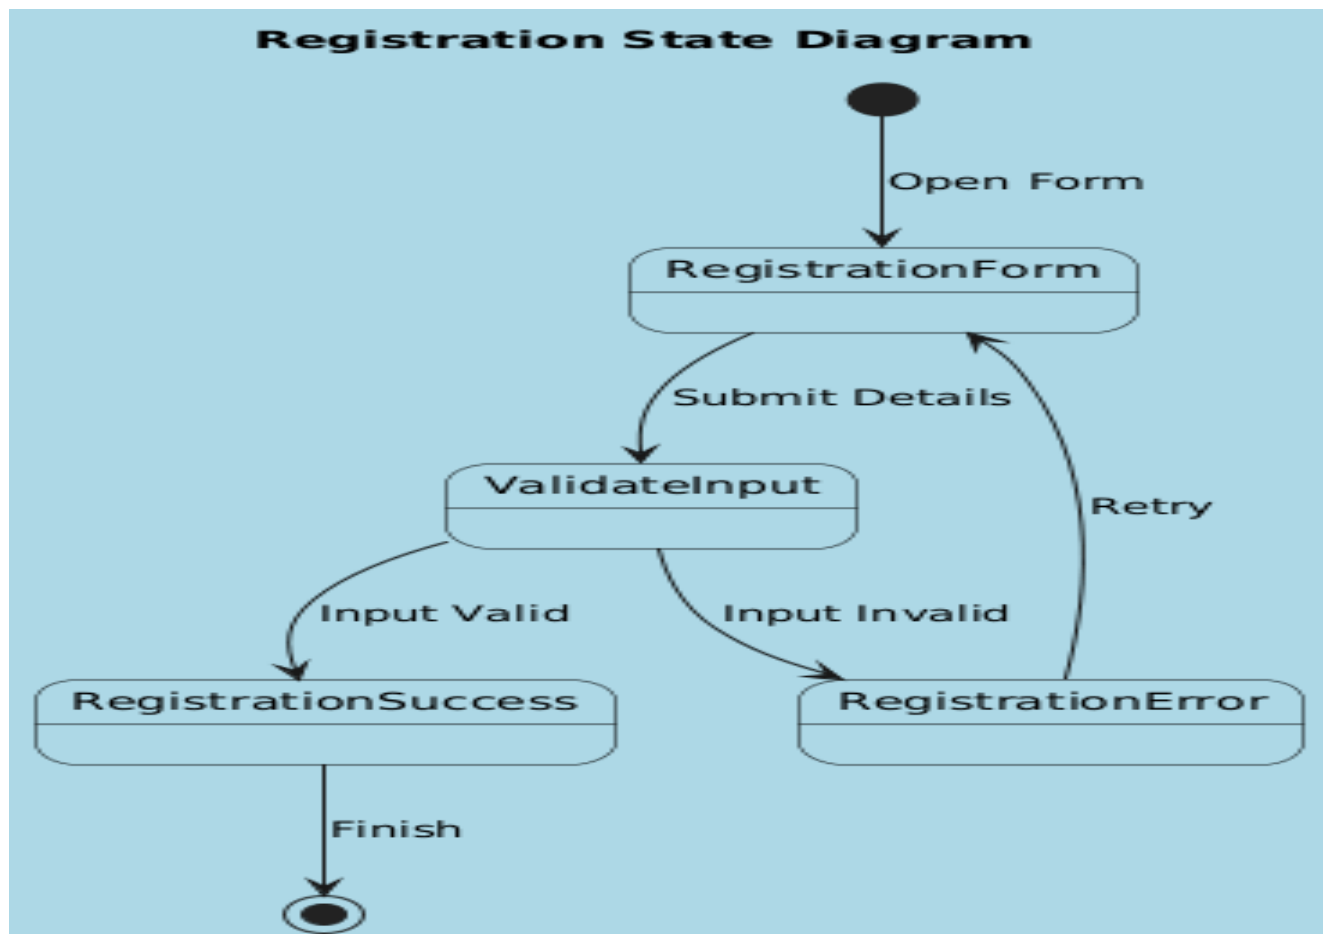 Registration State Diagram
Open Form
RegistrationForm
Submit Details
ValidateInput
Retry
Input Valid
Input Invalid
RegistrationSuccess
RegistrationError
Finish